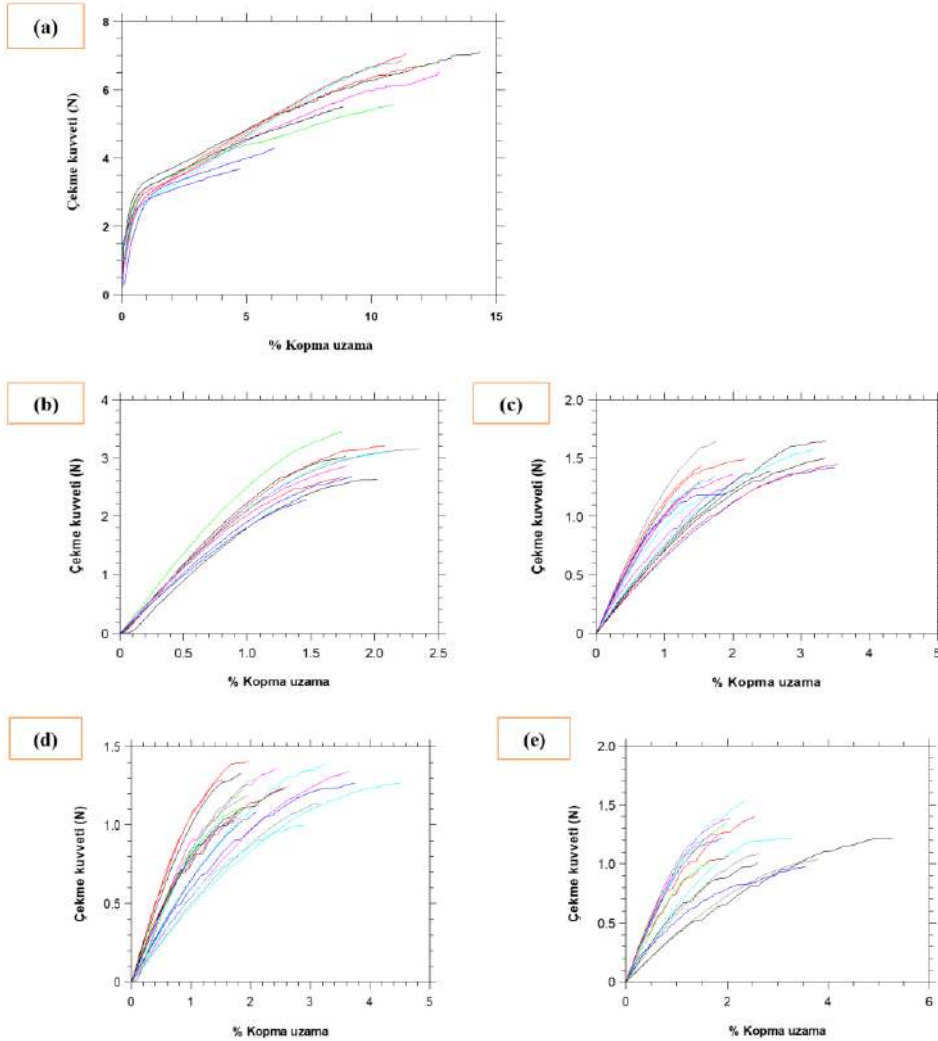 (a)
Çekme kuvveti (N)
8
6
4
2
0
0 5 10 15
% Kopma uzama
(b)
Çekme kuvveti (N)
4
3
2
1
0
0 0.5 1.0 1.5 2.0 2.5
% Kopma uzama
(c)
Çekme kuvveti (N)
2.0
1.5
1.0
0.5
0
0 1 2 3 4 5
% Kopma uzama
(d)
Çekme kuvveti (N)
1.5
1.0
0.5
0
0 1 2 3 4 5
% Kopma uzama
(e)
Çekme kuvveti (N)
2.0
1.5
1.0
0.5
0
0 2 4 6
% Kopma uzama